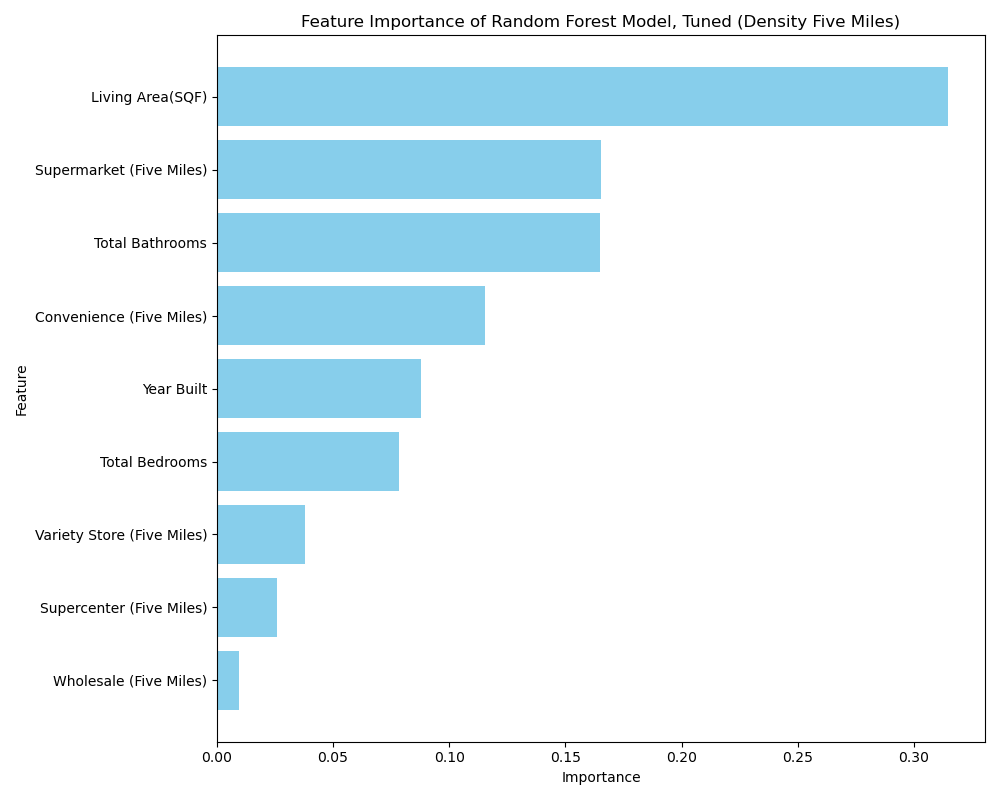 Feature Importance of Random Forest Model, Tuned (Density Five Miles)
Feature
Living Area(SQF)
Supermarket (Five Miles)
Total Bathrooms
Convenience (Five Miles)
Year Built
Total Bedrooms
Variety Store (Five Miles)
Supercenter (Five Miles)
Wholesale (Five Miles)
0.00 0.05 0.10 0.15 0.20 0.25 0.30
Importance